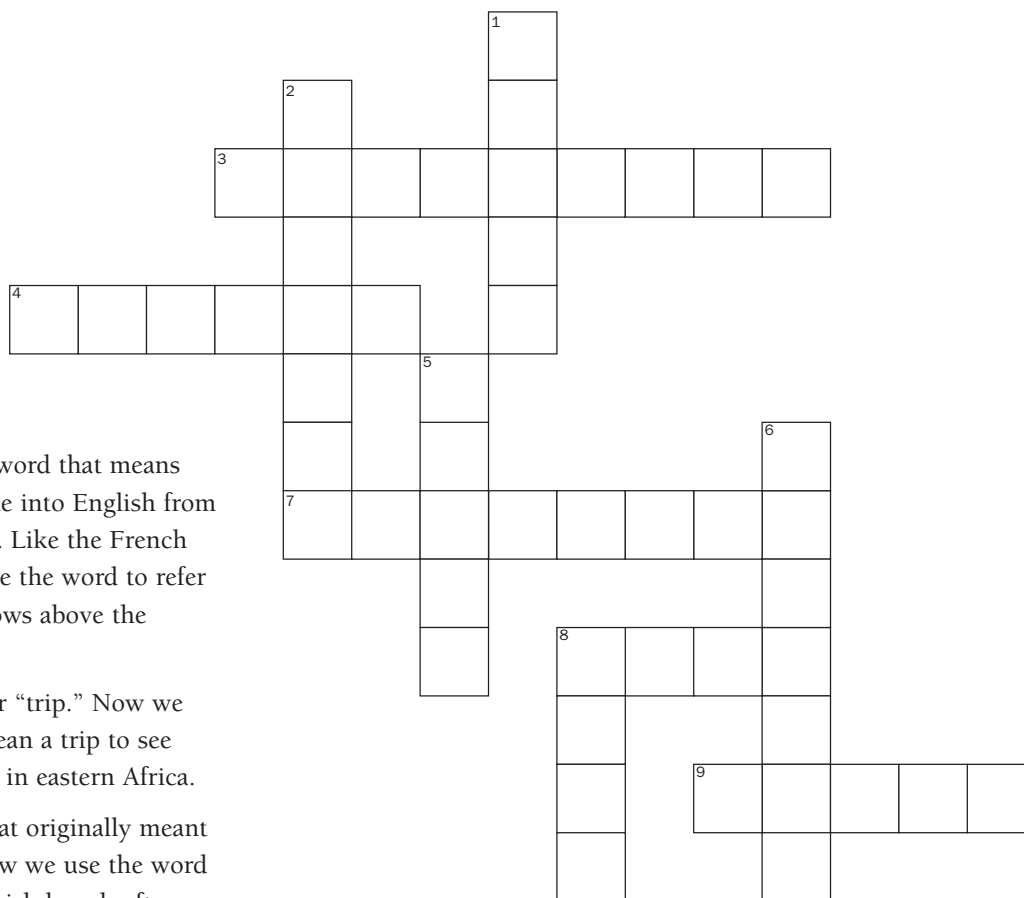 1
2
3
4
5
6
word that means
into English from
7
. Like the French
the word to refer
above the
8
“trip.” Now we
a trip to see
9
in eastern Africa.
originally meant
we use the word